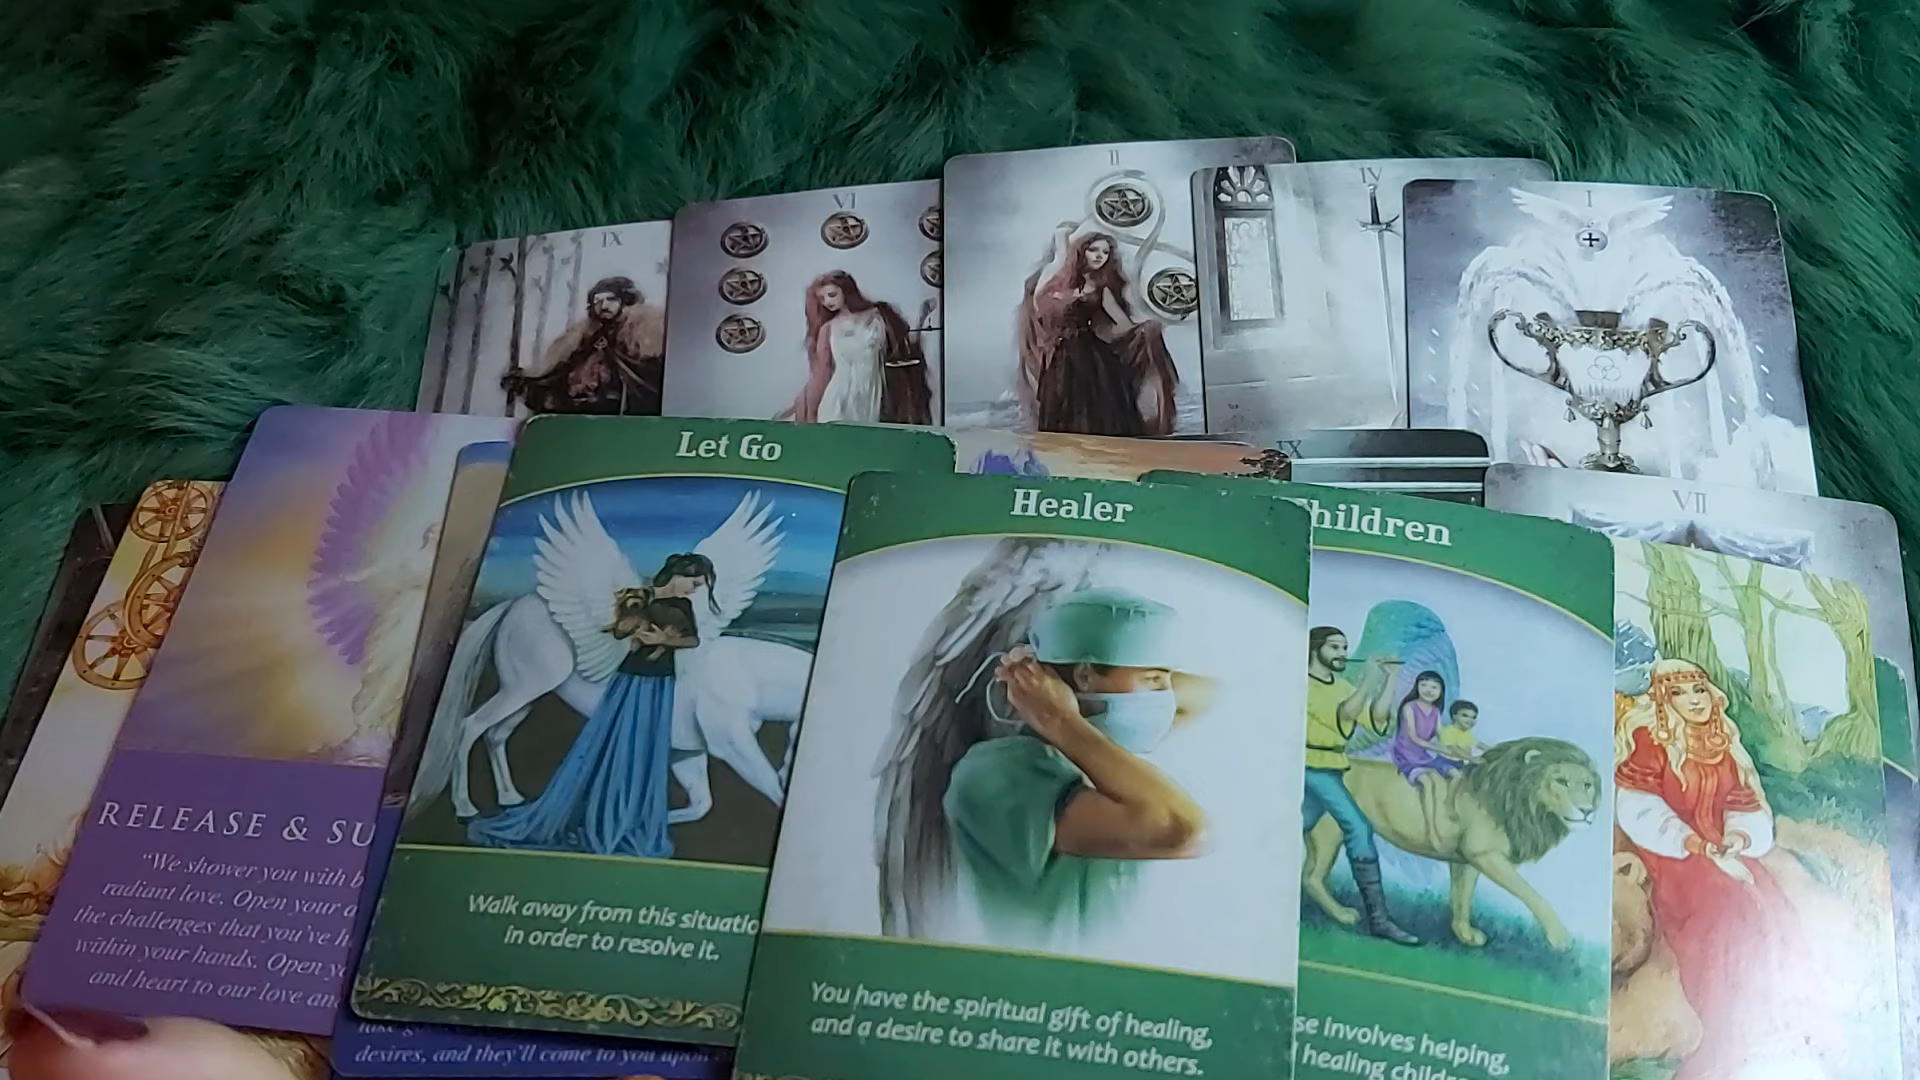 II
IV
I
VI
IX
IX
VII
Let Go
Healer
hildren
RELEASE & SU
"We shower you with b
radiant love. Open your a
the challenges that you've h
within your hands. Open yo
and heart to our love an
Walk away from this situatio
in order to resolve it.
You have the spiritual gift of healing,
and a desire to share it with others.
se involves helping,
healing childre
desires, and they'll come to you upon